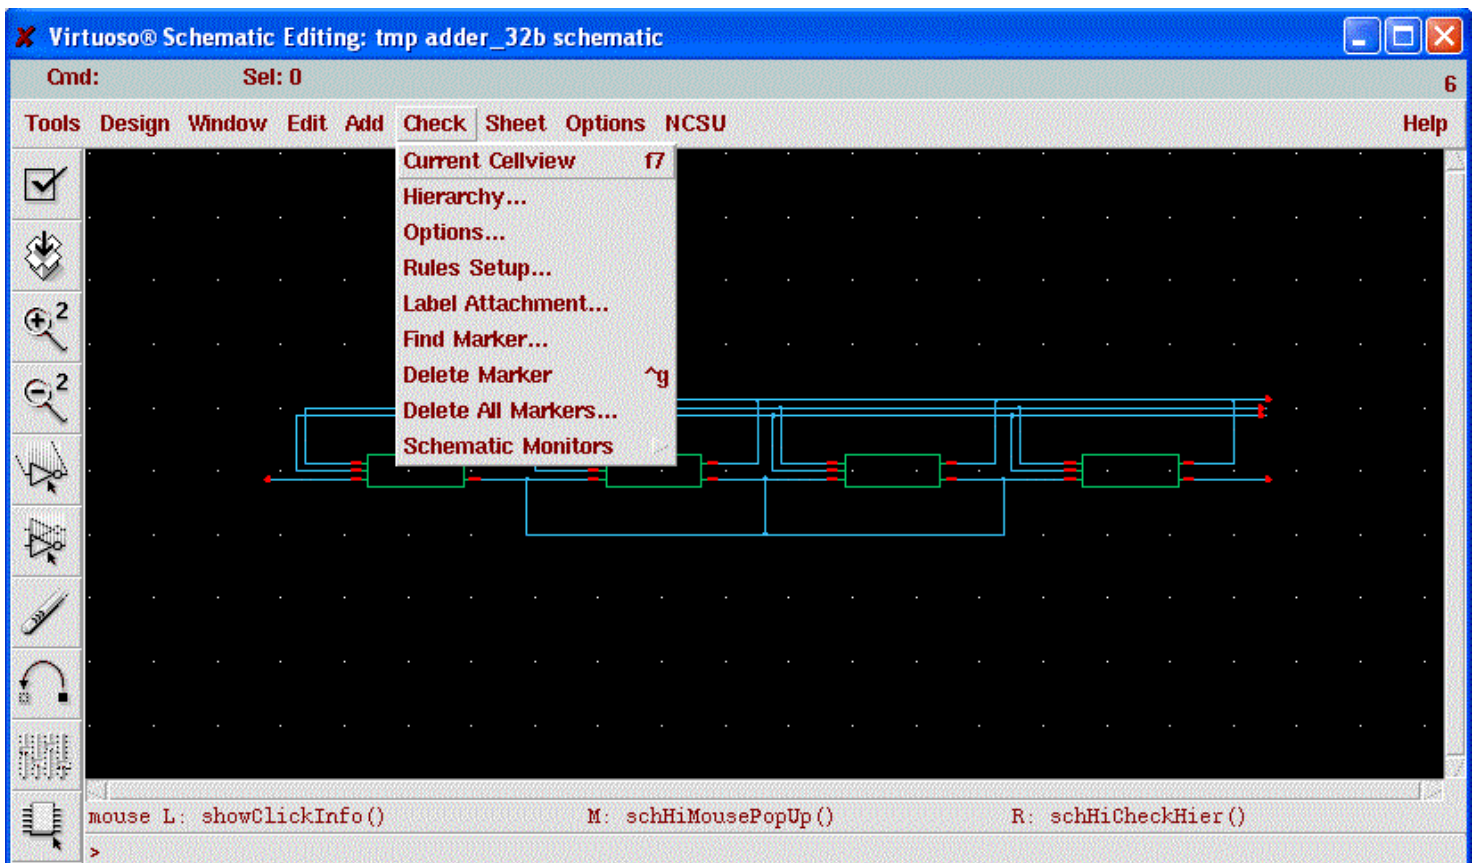 Virtuoso® Schematic Editing: tmp adder_32b schematic
Cmd: Sel: 0 6
Tools Design Window Edit Add Check Sheet Options NCSU Help
Current Cellview f7
Hierarchy...
Options...
Rules Setup...
Label Attachment...
Find Marker...
Delete Marker ^g
Delete All Markers...
Schematic Monitors
2
2
mouse L: showClickInfo() M: schHiMousePopUp() R: schHiCheckHier()
>